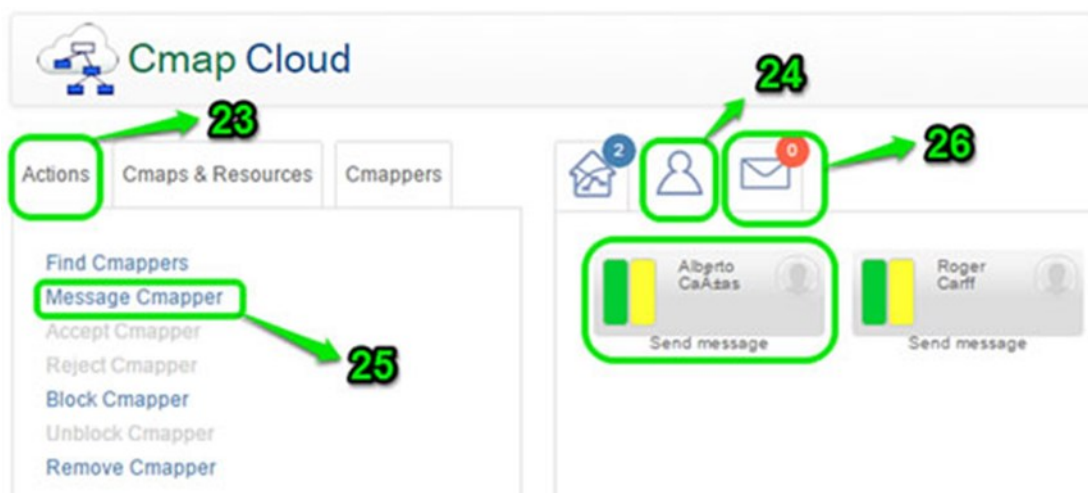 Cmap Cloud
23
24
26
Actions
Cmaps & Resources
Cmappers
2
0
Find Cmappers
Message Cmapper
Accept Cmapper
Reject Cmapper
Block Cmapper
Unblock Cmapper
Remove Cmapper
25
Alberto
CañAas
Send message
Roger
Carff
Send message